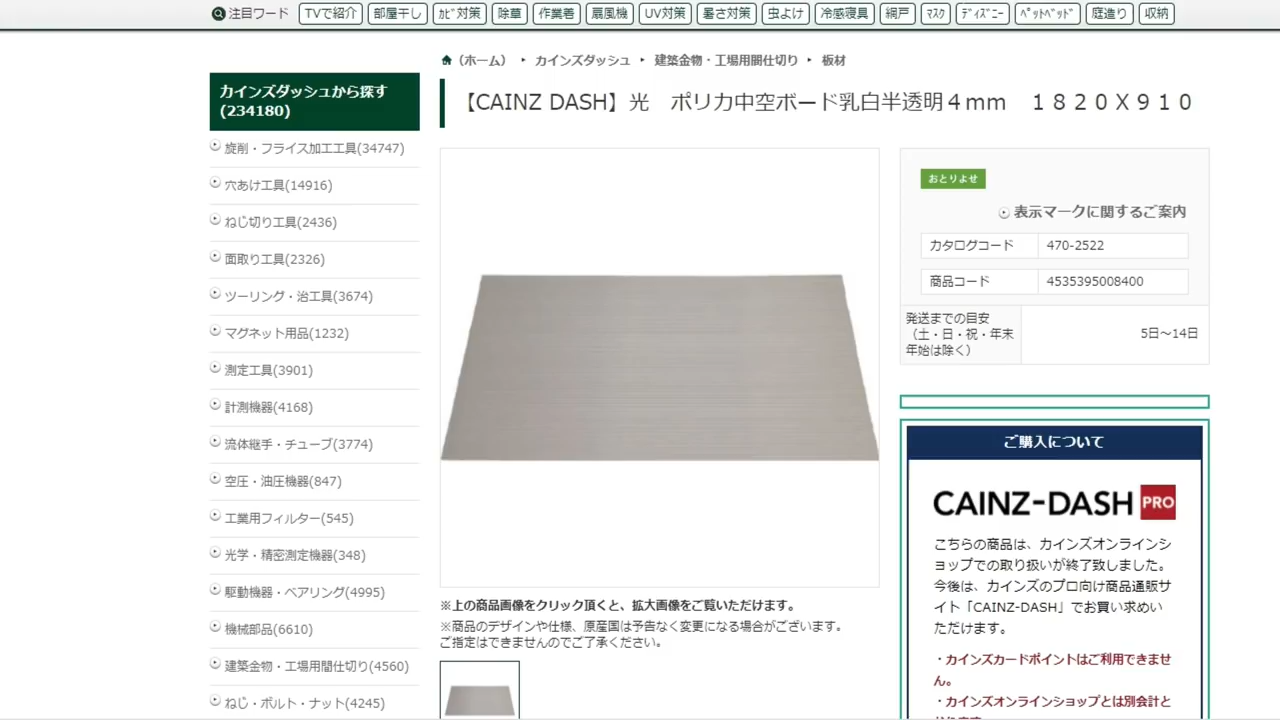 注目ワード TVで紹介 部屋干し ｶﾋﾞ対策 除草 作業着 扇風機 UV対策 暑さ対策 虫よけ 冷感寝具 網戸 ﾏｽｸ ﾃﾞｨｽﾞﾆｰ ﾍﾟｯﾄﾍﾞｯﾄﾞ 庭造り 収納
（ホーム） ‣ カインズダッシュ ‣ 建築金物・工場用間仕切り ‣ 板材
カインズダッシュから探す
(234180)
旋削・フライス加工工具(34747)
穴あけ工具(14916)
ねじ切り工具(2436)
面取り工具(2326)
ツーリング・治工具(3674)
マグネット用品(1232)
測定工具(3901)
計測機器(4168)
流体継手・チューブ(3774)
空圧・油圧機器(847)
工業用フィルター(545)
光学・精密測定機器(348)
駆動機器・ベアリング(4995)
機械部品(6610)
建築金物・工場用間仕切り(4560)
ねじ・ボルト・ナット(4245)
【CAINZ DASH】光　ポリカ中空ボード乳白半透明４mm　１８２０Ｘ９１０
※上の商品画像をクリック頂くと、拡大画像をご覧いただけます。
※商品のデザインや仕様、原産国は予告なく変更になる場合がございます。
ご指定はできませんのでご了承ください。
おとりよせ
表示マークに関するご案内
カタログコード 470-2522
商品コード 4535395008400
発送までの目安
（土・日・祝・年末
年始は除く）
5日～14日
ご購入について
CAINZ-DASH PRO
こちらの商品は、カインズオンラインシ
ョップでの取り扱いが終了致しました。
今後は、カインズのプロ向け商品通販サ
イト「CAINZ-DASH」でお買い求めい
ただけます。
・カインズカードポイントはご利用できませ
ん。
・カインズオンラインショップとは別会計と